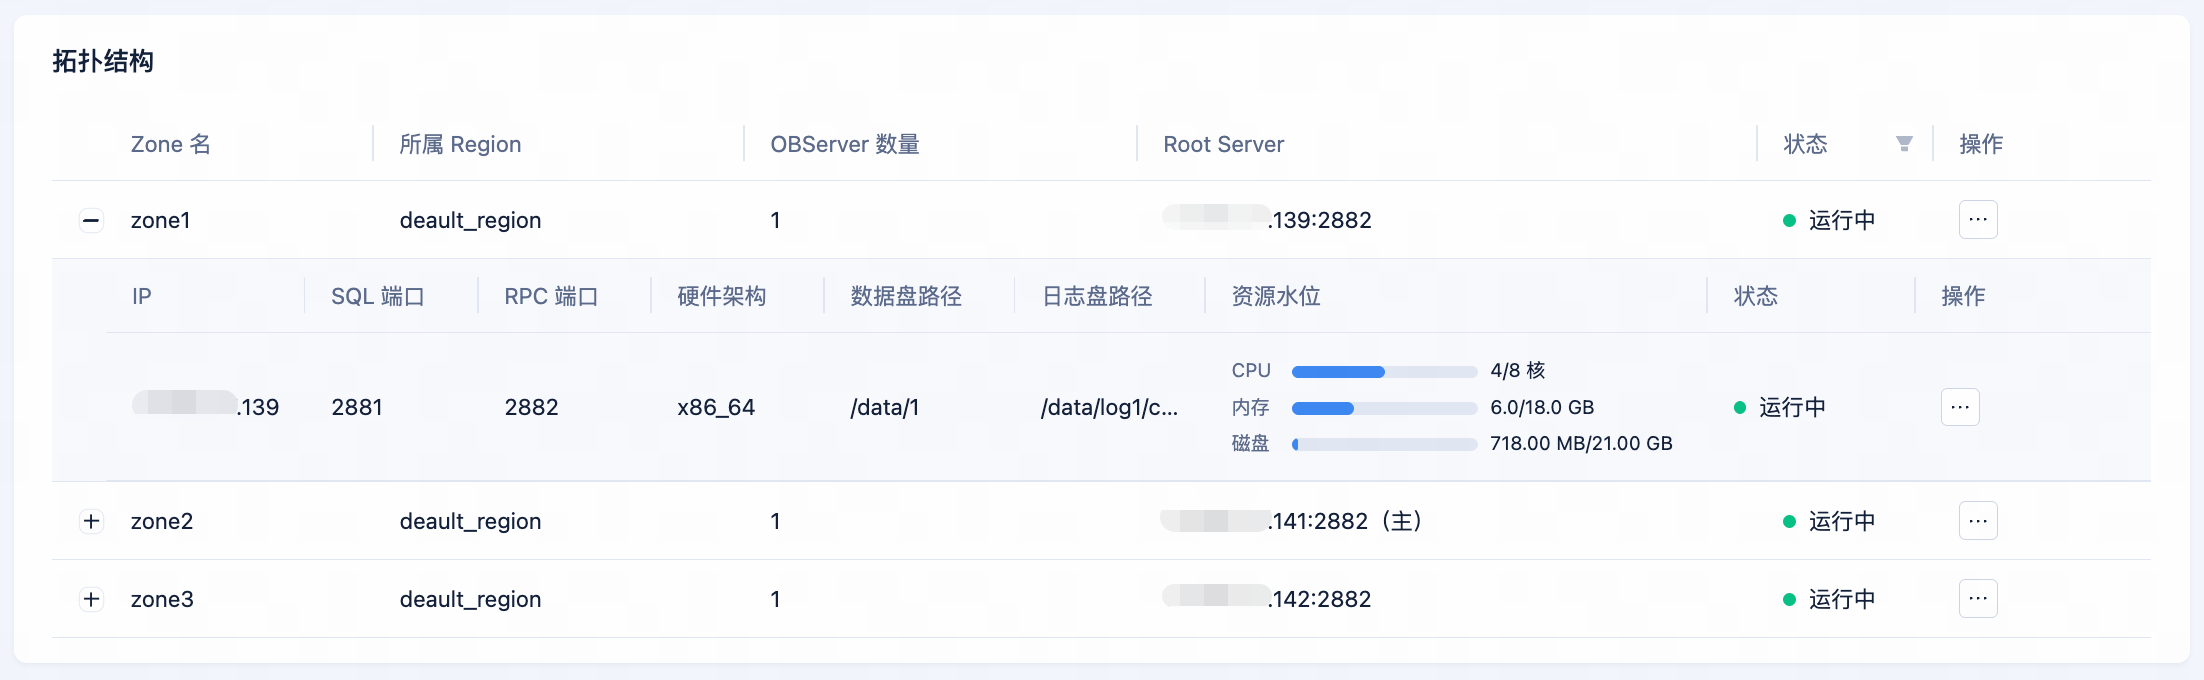 拓扑结构
Zone 名 所属 Region OBServer 数量 Root Server 状态 操作
zone1 deault_region 1 .139:2882 运行中 ...
IP SQL 端口 RPC 端口 硬件架构 数据盘路径 日志盘路径 资源水位 状态 操作
CPU 4/8 核
.139 2881 2882 x86_64 /data/1 /data/log1/c... 内存 6.0/18.0 GB 运行中 ...
磁盘 718.00 MB/21.00 GB
zone2 deault_region 1 .141:2882（主） 运行中 ...
zone3 deault_region 1 .142:2882 运行中 ...